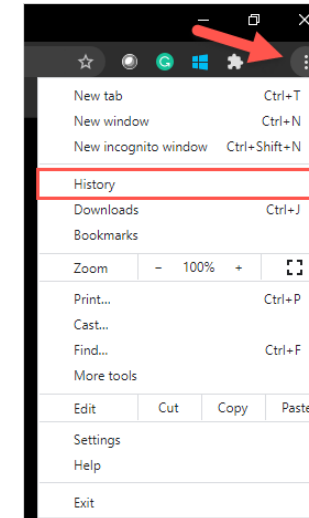 New tab Ctrl+T
New window Ctrl+N
New incognito window Ctrl+Shift+N
History
Downloads Ctrl+J
Bookmarks
Zoom - 100% +
Print... Ctrl+P
Cast...
Find... Ctrl+F
More tools
Edit Cut Copy Paste
Settings
Help
Exit